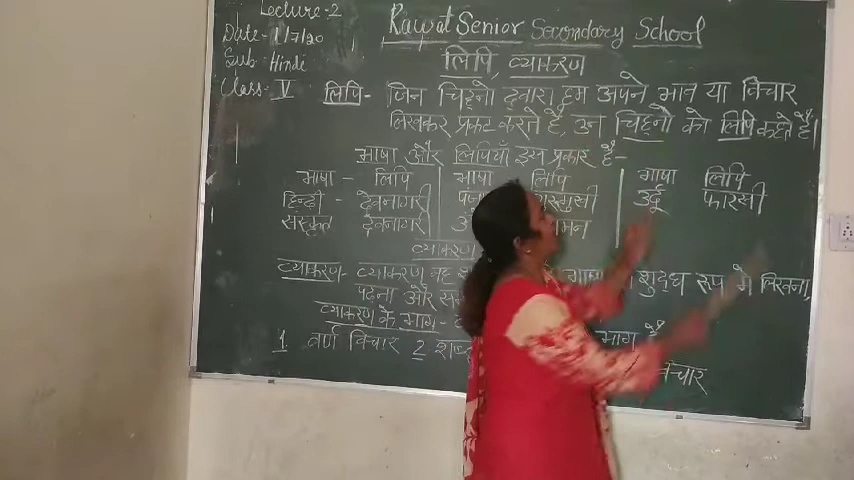 Lecture-2
Rawat Senior Secondary School
Date-1/7/20
लिपि, व्याकरण
Sub-Hindi
Class-V
लिपि- जिन चिह्नो द्वारा हम अपने भाव या विचार
लिखकर प्रकट करते है, उन चिह्नो को लिपि कहते है।
भाषा और लिपियाँ इस प्रकार है-
भाषा - लिपि भाषा लिपि भाषा लिपि
हिन्दी - देवनागरी उर्दू फारसी
संस्कृत देवनागरी
व्याकरण
व्याकरण- व्याकरण वह भाषा शुद्ध रूप मे लिखना,
पढ़ना और
व्याकरण के भाग- भाग है
1. वर्ण विचार 2 विचार